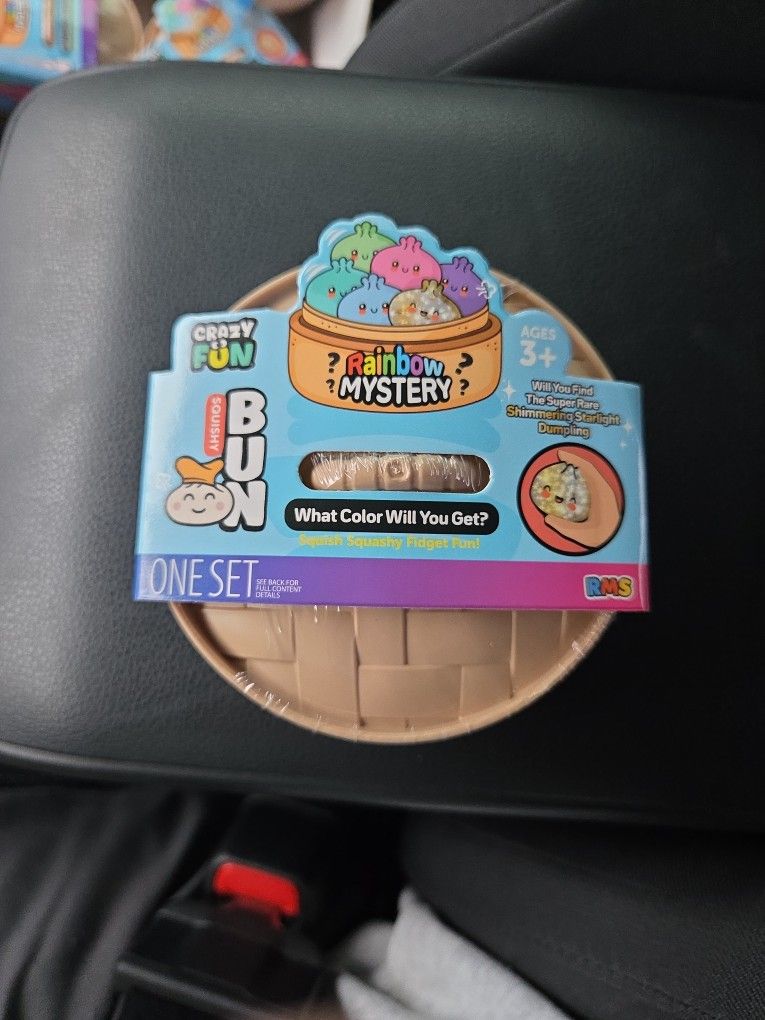 CRAZY
FUN
SQUISHY
BUN
? Rainbow ?
? MYSTERY ?
AGES
3+
Will You Find
The Super Rare
Shimmering Starlight
Dumpling
What Color Will You Get?
Squish Squashy Fidget Fun!
ONE SET
SEE BACK FOR
FULL CONTENT
DETAILS
RMS